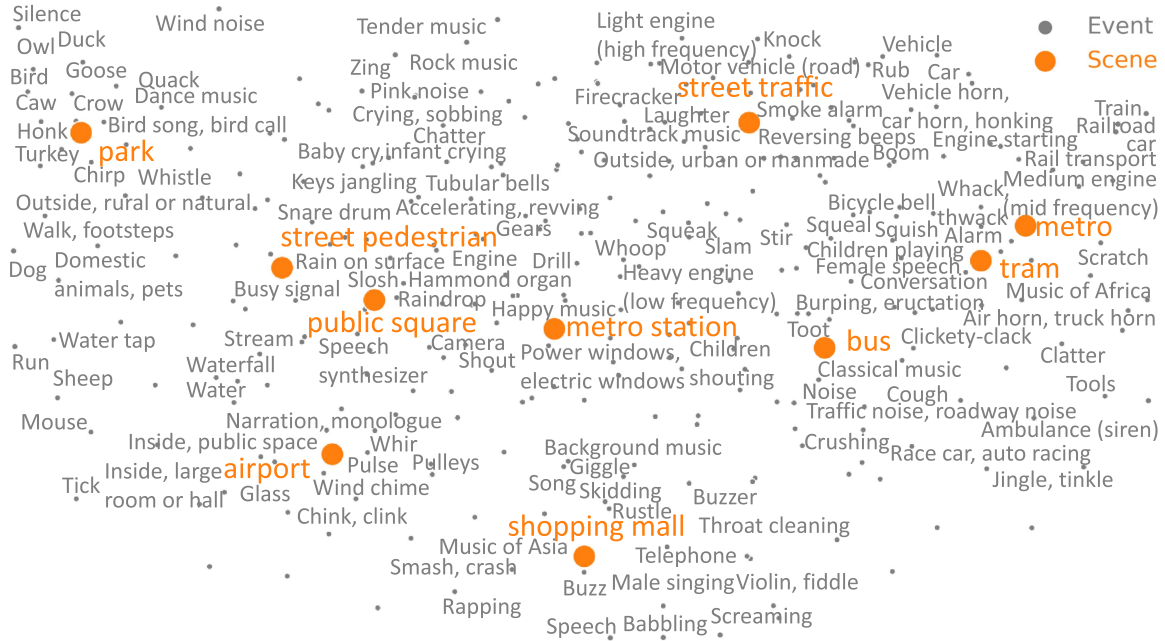 Silence
Wind noise
Tender music
Light engine
(high frequency)
Knock
Vehicle
Event
Scene
Owl
Duck
Zing
Rock music
Motor vehicle (road)
Rub
Car
Bird
Goose
Quack
Pink noise
Firecracker
street traffic
Vehicle horn,
car horn, honking
Caw
Crow
Dance music
Crying, sobbing
Laughter
Smoke alarm
Train
Railroad
car
Honk
Bird song, bird call
Chatter
Soundtrack music
Reversing beeps
Engine starting
Turkey
park
Baby cry,infant crying
Outside, urban or manmade
Boom
Rail transport
Chirp
Whistle
Keys jangling
Tubular bells
Whack,
thwack
Medium engine
(mid frequency)
Outside, rural or natural
Snare drum
Accelerating, revving
Bicycle bell
Walk, footsteps
street pedestrian
Gears
Squeak
Stir
Squeal
Squish
Alarm
metro
Whoop
Slam
Children playing
Dog
Domestic
animals, pets
Rain on surface
Engine
Drill
Heavy engine
(low frequency)
Female speech
tram
Scratch
Busy signal
Slosh
Hammond organ
Conversation
Music of Africa
Raindrop
Happy music
Burping, eructation
Air horn, truck horn
public square
metro station
Toot
Water tap
Stream
Speech
synthesizer
Camera
Shout
Power windows,
electric windows
Children
shouting
bus
Clickety-clack
Clatter
Run
Sheep
Waterfall
Water
Classical music
Tools
Noise
Cough
Mouse
Narration, monologue
Traffic noise, roadway noise
Ambulance (siren)
Inside, public space
Whir
Background music
Crushing
Race car, auto racing
Inside, large
room or hall
airport
Pulse
Pulleys
Giggle
Jingle, tinkle
Tick
Glass
Wind chime
Song
Skidding
Buzzer
Chink, clink
Rustle
shopping mall
Throat cleaning
Music of Asia
Telephone
Smash, crash
Buzz
Male singing
Violin, fiddle
Rapping
Speech
Babbling
Screaming